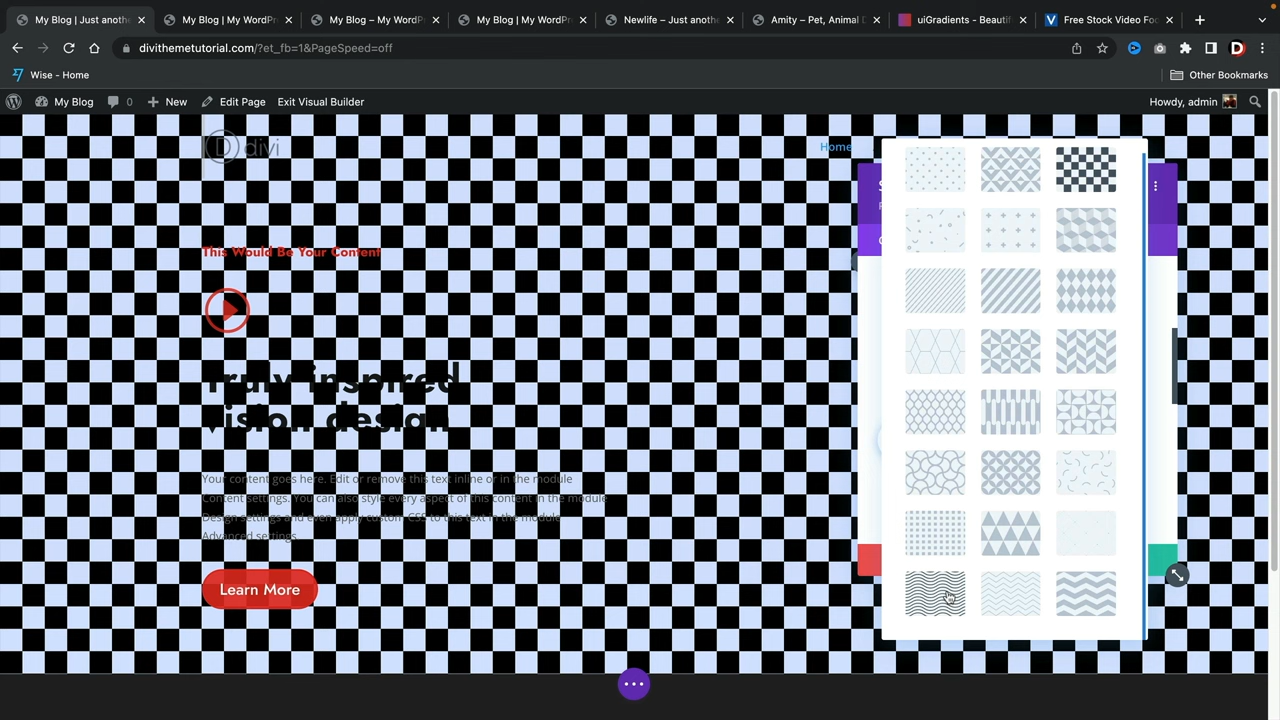 My Blog | Just anoth
My Blog | My WordPr
My Blog – My WordP
My Blog | My WordPr
Newlife – Just anoth
Amity – Pet, Animal
uiGradients - Beautif
Free Stock Video Foo
divithemetutorial.com/?et_fb=1&PageSpeed=off
Wise - Home
Other Bookmarks
My Blog
0
New
Edit Page
Exit Visual Builder
Howdy, admin
D divi
Home
This Would Be Your Content
Truly inspired
vision design
Your content goes here. Edit or remove this text inline or in the module
Content settings. You can also style every aspect of this content in the module
Design settings and even apply custom CSS to this text in the module
Advanced settings.
Learn More